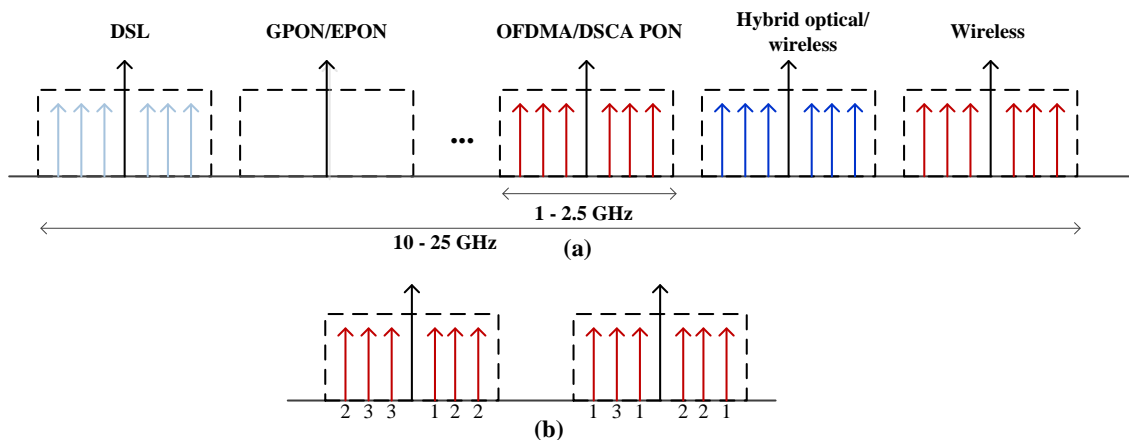 DSL
GPON/EPON
OFDMA/DSCA PON
Hybrid optical/
wireless
Wireless
...
1 - 2.5 GHz
10 - 25 GHz
(a)
2 3 3 1 2 2
1 3 1 2 2 1
(b)